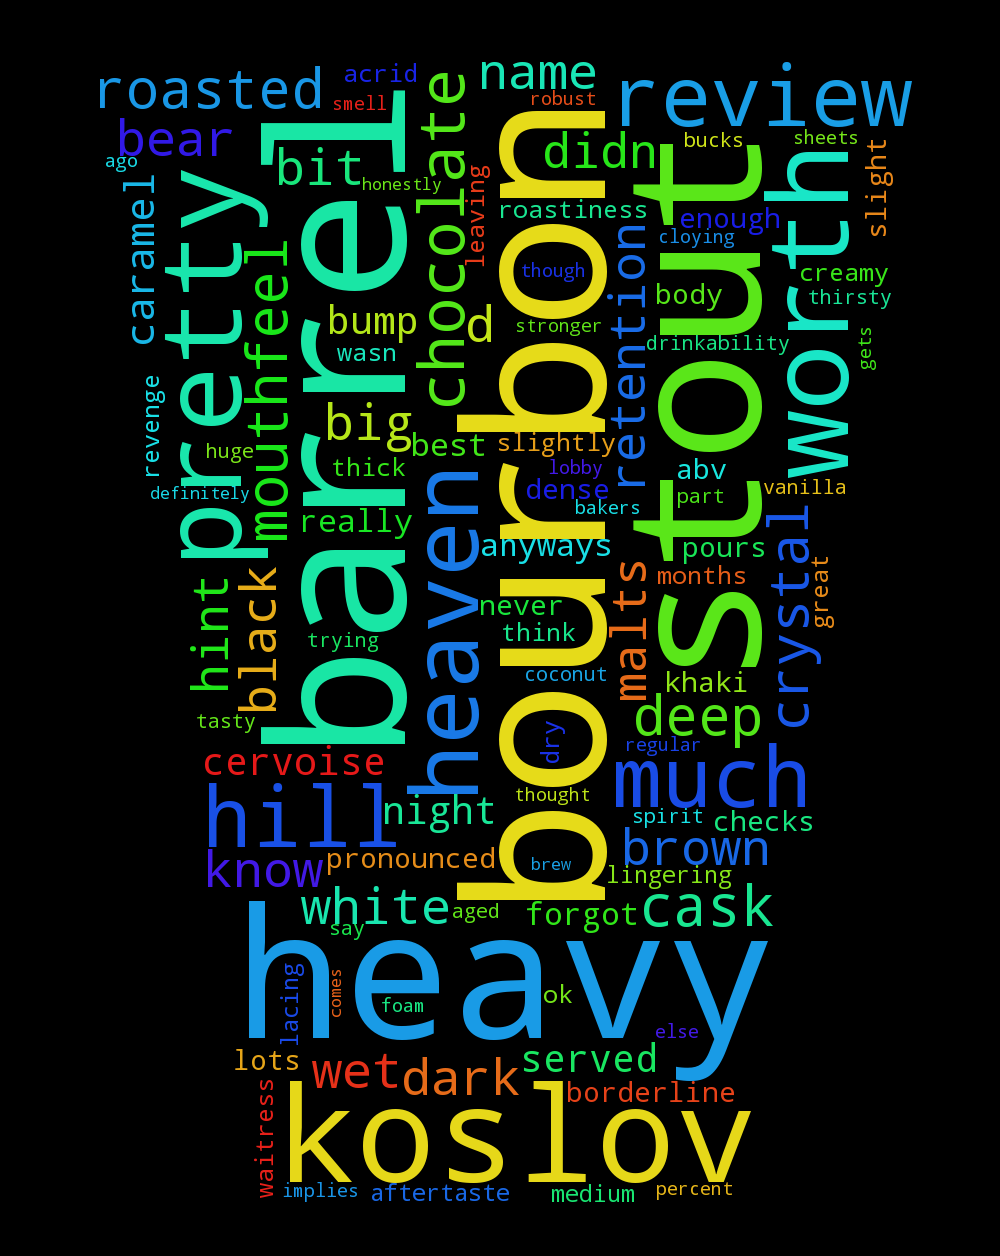 name
acrid
roasted
smell
robust
review
bear
ago
bit
honestly
chocolate
didn
bucks
sheets
slight
caramel
pretty
barrel
leaving
roastiness
enough
cloying
mouthfeel
though
bourbon
retention
stout
worth
creamy
thirsty
body
bump
d
stronger
wasn
drinkability
gets
revenge
big
best
slightly
huge
thick
lobby
abv
definitely
dense
part
vanilla
really
bakers
heaven
anyways
pours
crystal
great
hint
black
never
think
malts
months
trying
coconut
khaki
tasty
deep
dry
regular
cervoise
thought
much
hill
night
spirit
checks
know
pronounced
brew
brown
lingering
white
aged
say
forgot
cask
heavy
lacing
comes
foam
ok
else
lots
wet
dark
served
borderline
koslov
waitress
implies
aftertaste
medium
percent